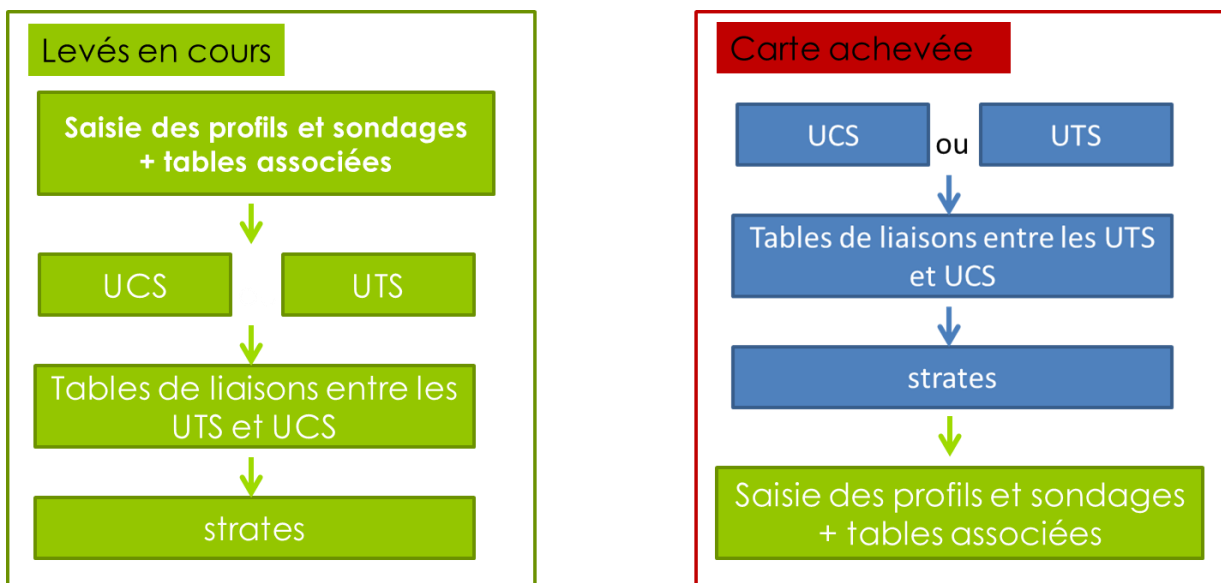 Levés en cours
Saisie des profils et sondages
+ tables associées
UCS
UTS
Tables de liaisons entre les
UTS et UCS
strates
Carte achevée
UCS
ou
UTS
Tables de liaisons entre les UTS
et UCS
strates
Saisie des profils et sondages
+ tables associées